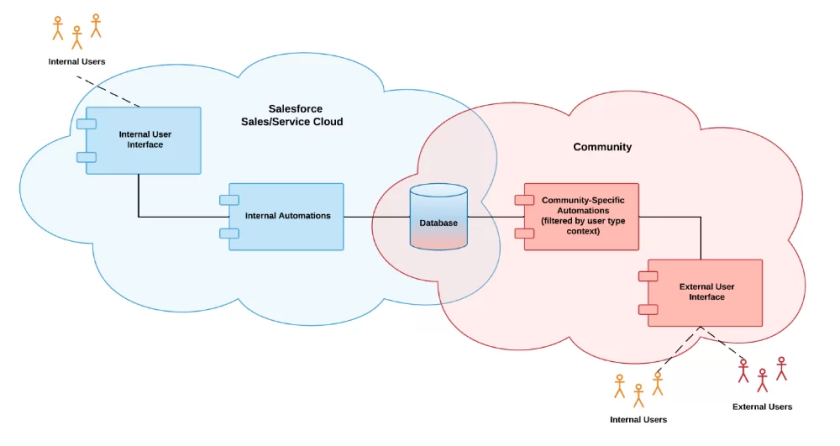 Internal Users
Salesforce
Sales/Service Cloud
Internal User
Interface
Community
Internal Automations
Database
Community-Specific
Automations
(filtered by user type
context)
External User
Interface
Internal Users
External Users